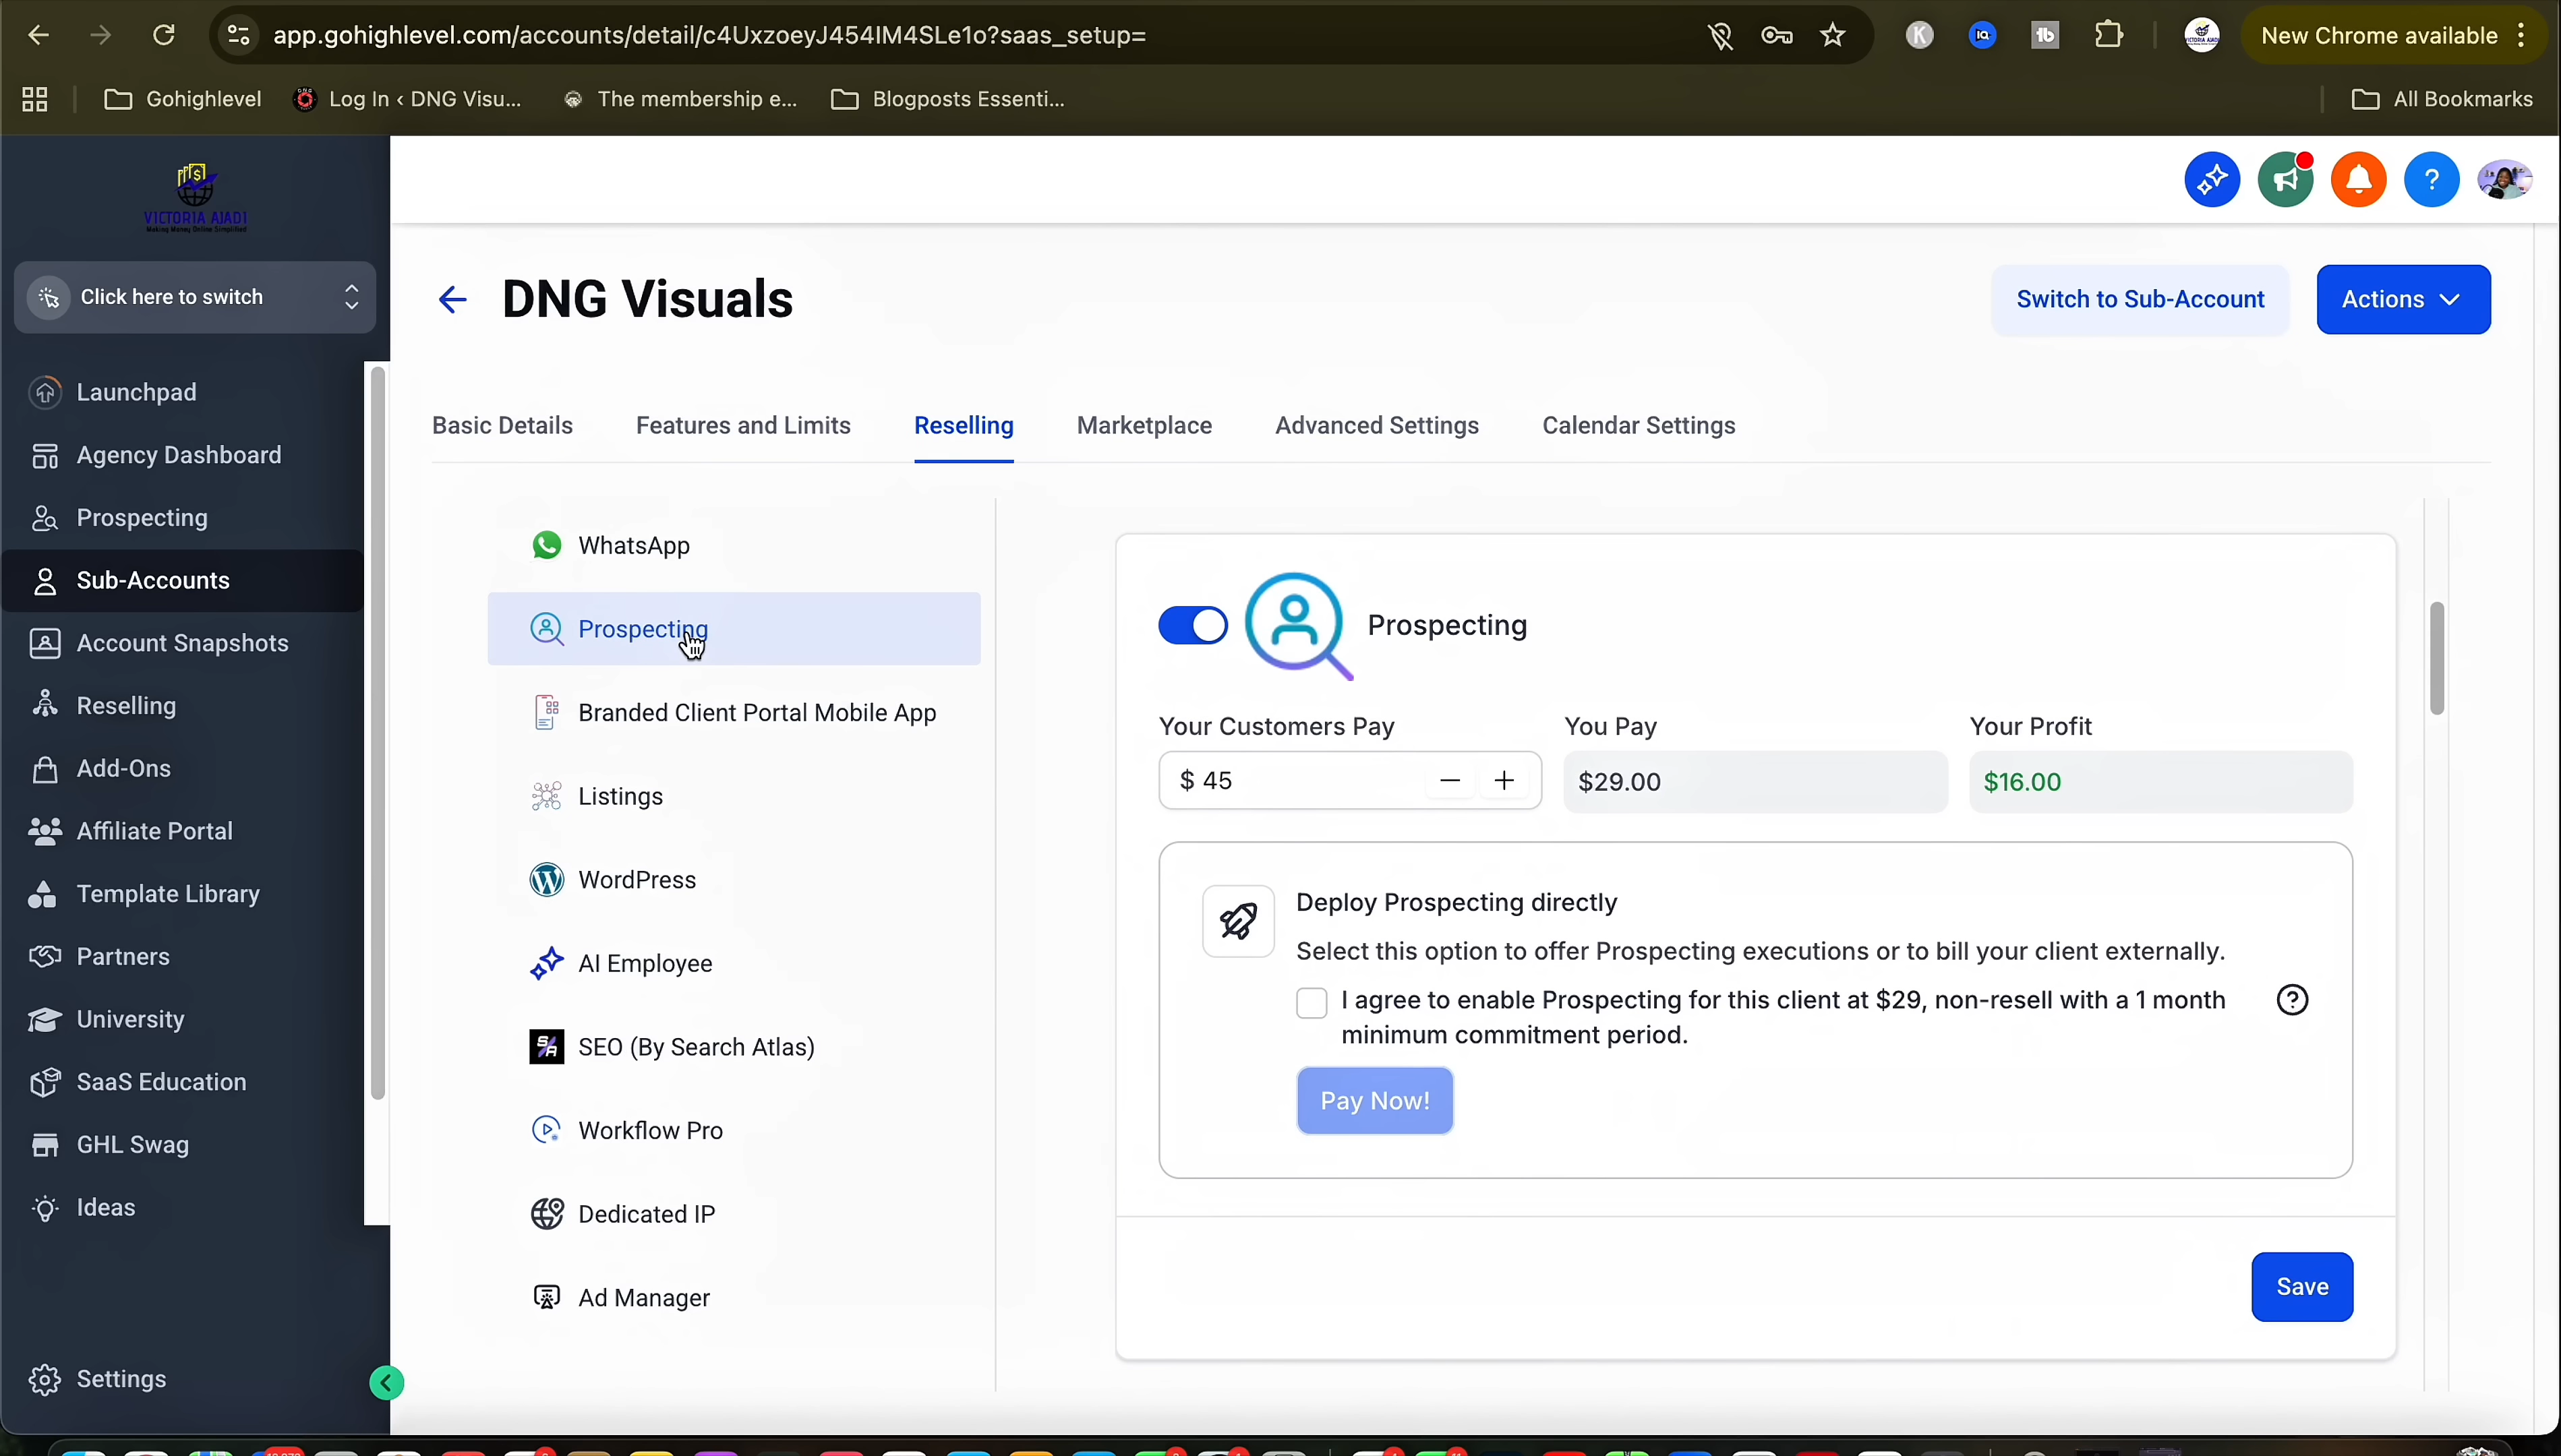 app.gohighlevel.com/accounts/detail/c4UxzoeyJ454IM4SLe1o?saas_setup=
New Chrome available
Gohighlevel
Log In ‹ DNG Visu...
The membership e...
Blogposts Essenti...
All Bookmarks
VICTORIA AJADI
Making Money Online Simplified
Click here to switch
Launchpad
Agency Dashboard
Prospecting
Sub-Accounts
Account Snapshots
Reselling
Add-Ons
Affiliate Portal
Template Library
Partners
University
SaaS Education
GHL Swag
Ideas
Settings
DNG Visuals
Switch to Sub-Account
Actions
Basic Details
Features and Limits
Reselling
Marketplace
Advanced Settings
Calendar Settings
WhatsApp
Prospecting
Branded Client Portal Mobile App
Listings
WordPress
AI Employee
SEO (By Search Atlas)
Workflow Pro
Dedicated IP
Ad Manager
Prospecting
Your Customers Pay
You Pay
Your Profit
$ 45
$29.00
$16.00
Deploy Prospecting directly
Select this option to offer Prospecting executions or to bill your client externally.
I agree to enable Prospecting for this client at $29, non-resell with a 1 month
minimum commitment period.
Pay Now!
Save